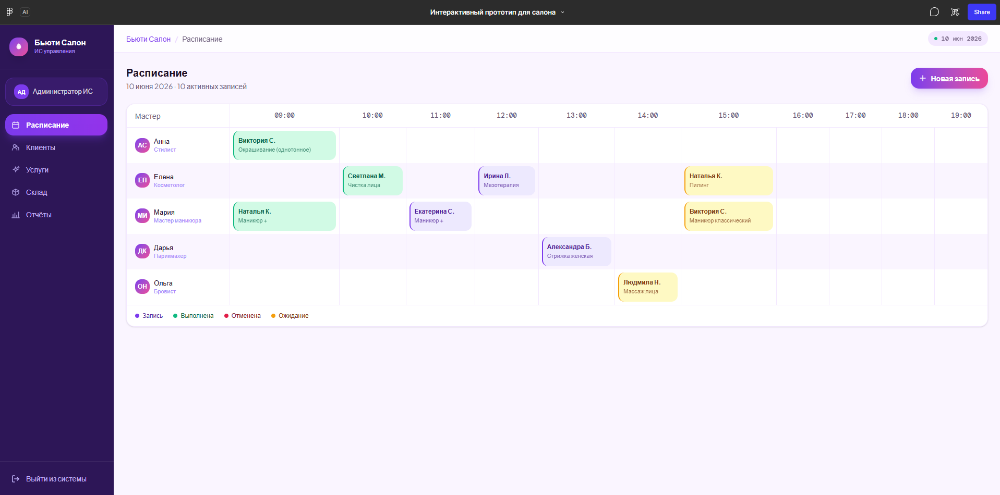 AI
Интерактивный прототип для салона
Share
Бьюти Салон
ИС управления
АД
Администратор ИС
Расписание
Клиенты
Услуги
Склад
Отчёты
Выйти из системы
Бьюти Салон / Расписание
10 июн 2026
Расписание
10 июня 2026 · 10 активных записей
+ Новая запись
Мастер 09:00 10:00 11:00 12:00 13:00 14:00 15:00 16:00 17:00 18:00 19:00
АС
Анна
Стилист
Виктория С.
Окрашивание (однотонное)
ЕП
Елена
Косметолог
Светлана М.
Чистка лица
Ирина Л.
Мезотерапия
Наталья К.
Пилинг
МИ
Мария
Мастер маникюра
Наталья К.
Маникюр +
Екатерина С.
Маникюр +
Виктория С.
Маникюр классический
ДК
Дарья
Парикмахер
Александра Б.
Стрижка женская
ОН
Ольга
Бровист
Людмила Н.
Массаж лица
Запись Выполнена Отменена Ожидание